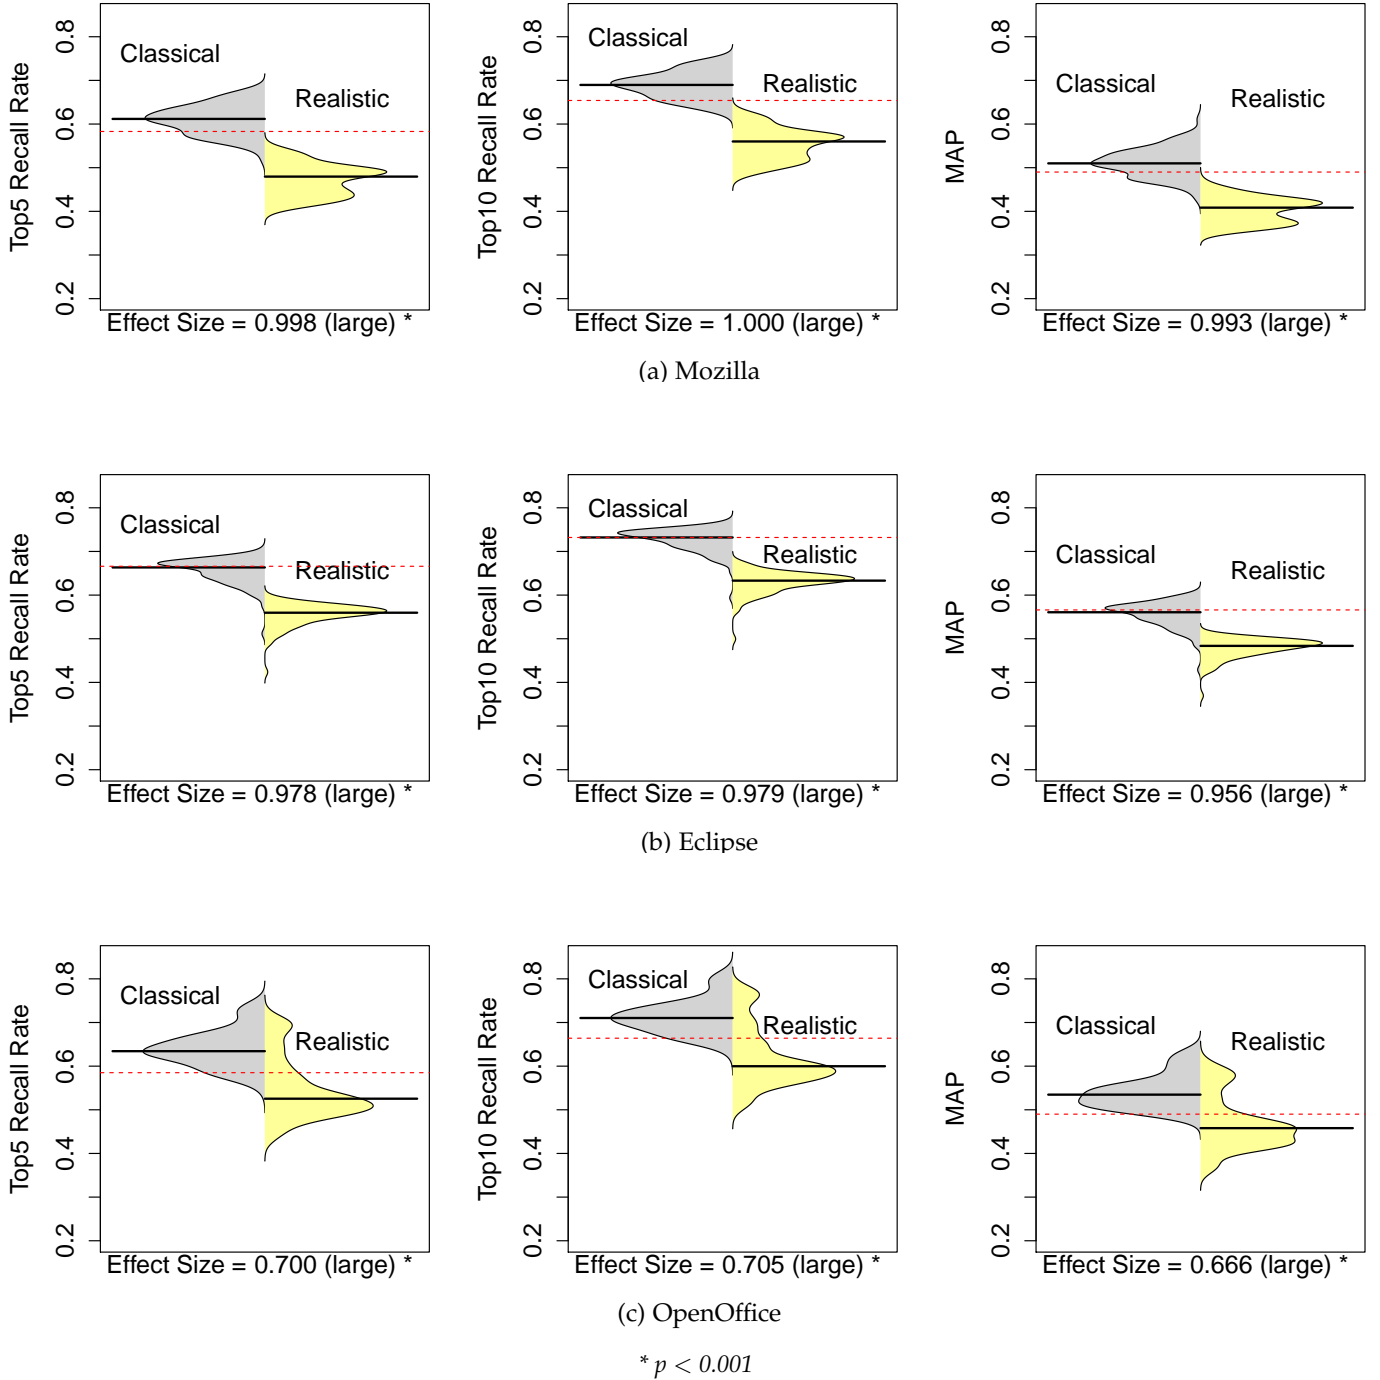 Top5 Recall Rate
0.2 0.4 0.6 0.8
Classical
Realistic
Effect Size = 0.998 (large) *
Top10 Recall Rate
0.2 0.4 0.6 0.8
Classical
Realistic
Effect Size = 1.000 (large) *
MAP
0.2 0.4 0.6 0.8
Classical
Realistic
Effect Size = 0.993 (large) *
(a) Mozilla
Top5 Recall Rate
0.2 0.4 0.6 0.8
Classical
Realistic
Effect Size = 0.978 (large) *
Top10 Recall Rate
0.2 0.4 0.6 0.8
Classical
Realistic
Effect Size = 0.979 (large) *
MAP
0.2 0.4 0.6 0.8
Classical
Realistic
Effect Size = 0.956 (large) *
(b) Eclipse
Top5 Recall Rate
0.2 0.4 0.6 0.8
Classical
Realistic
Effect Size = 0.700 (large) *
Top10 Recall Rate
0.2 0.4 0.6 0.8
Classical
Realistic
Effect Size = 0.705 (large) *
MAP
0.2 0.4 0.6 0.8
Classical
Realistic
Effect Size = 0.666 (large) *
(c) OpenOffice
* p < 0.001